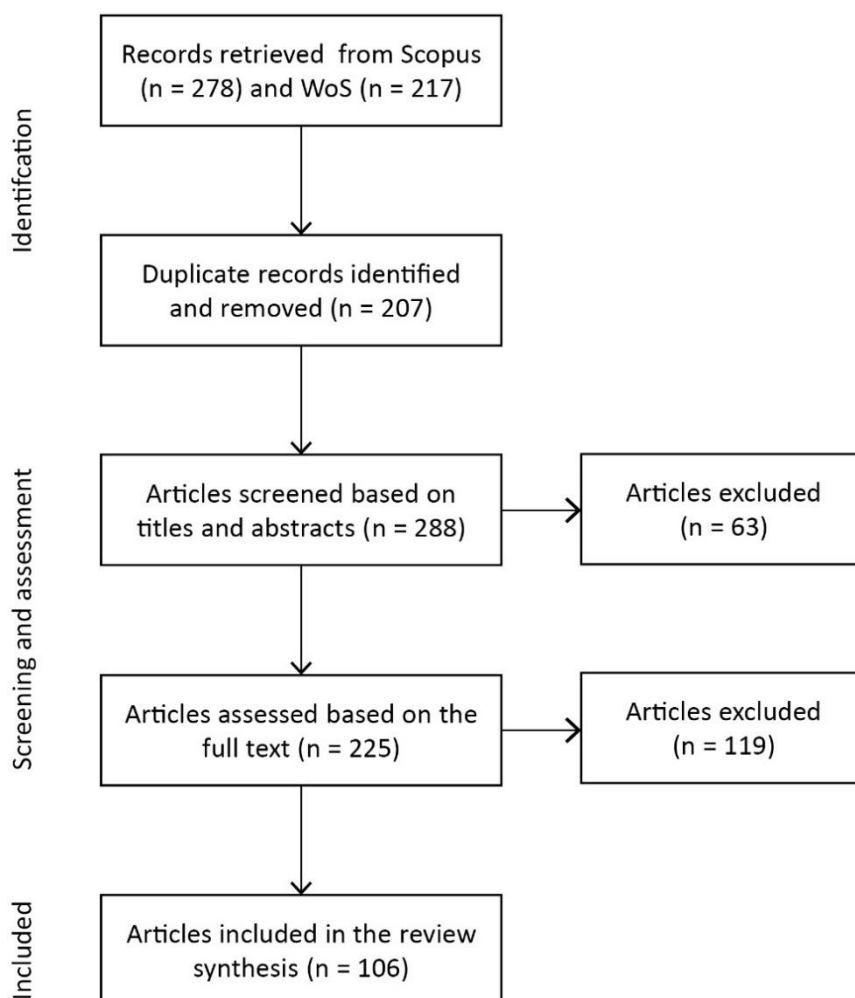 Identifcation
Records retrieved from Scopus
(n = 278) and WoS (n = 217)
Duplicate records identified
and removed (n = 207)
Screening and assessment
Articles screened based on
titles and abstracts (n = 288)
Articles excluded
(n = 63)
Articles assessed based on the
full text (n = 225)
Articles excluded
(n = 119)
Included
Articles included in the review
synthesis (n = 106)